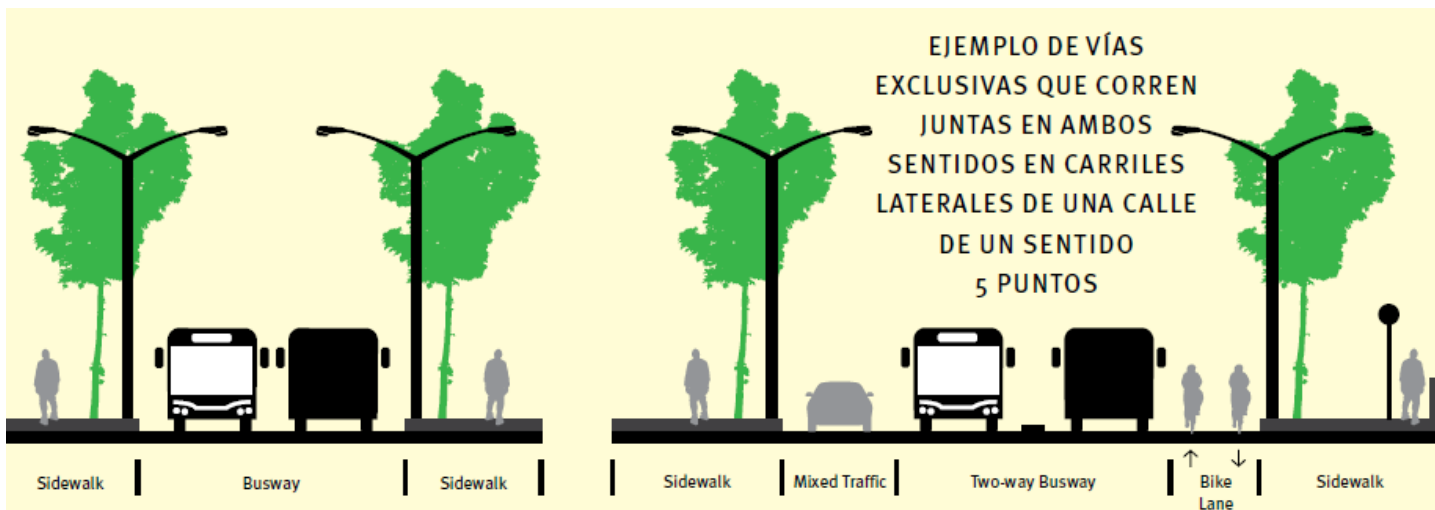 EJEMPLO DE VÍAS
EXCLUSIVAS QUE CORREN
JUNTAS EN AMBOS
SENTIDOS EN CARRILES
LATERALES DE UNA CALLE
DE UN SENTIDO
5 PUNTOS
Sidewalk
Busway
Sidewalk
Sidewalk
Mixed Traffic
Two-way Busway
↑ ↓
Bike
Lane
Sidewalk